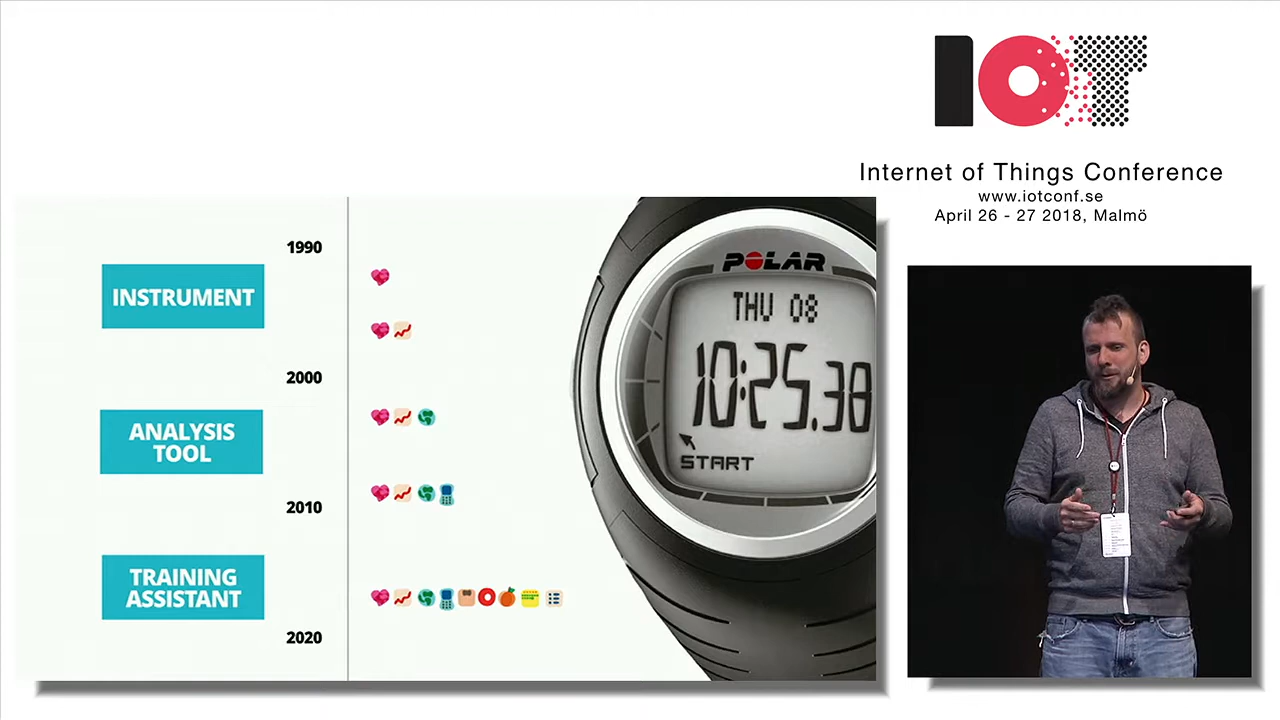 IOT
Internet of Things Conference
www.iotconf.se
April 26 - 27 2018, Malmö
1990
INSTRUMENT
2000
ANALYSIS
TOOL
2010
TRAINING
ASSISTANT
2020
POLAR
THU 08
10:25.38
START